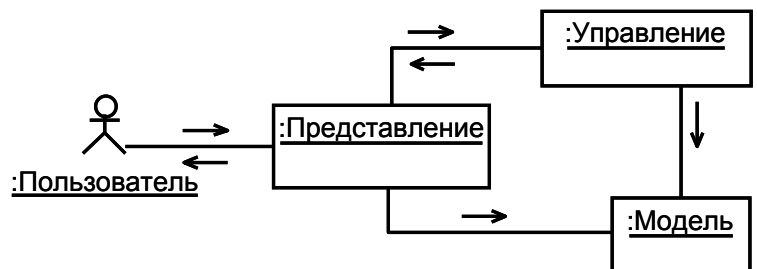 :Управление
:Представление
:Пользователь
:Модель